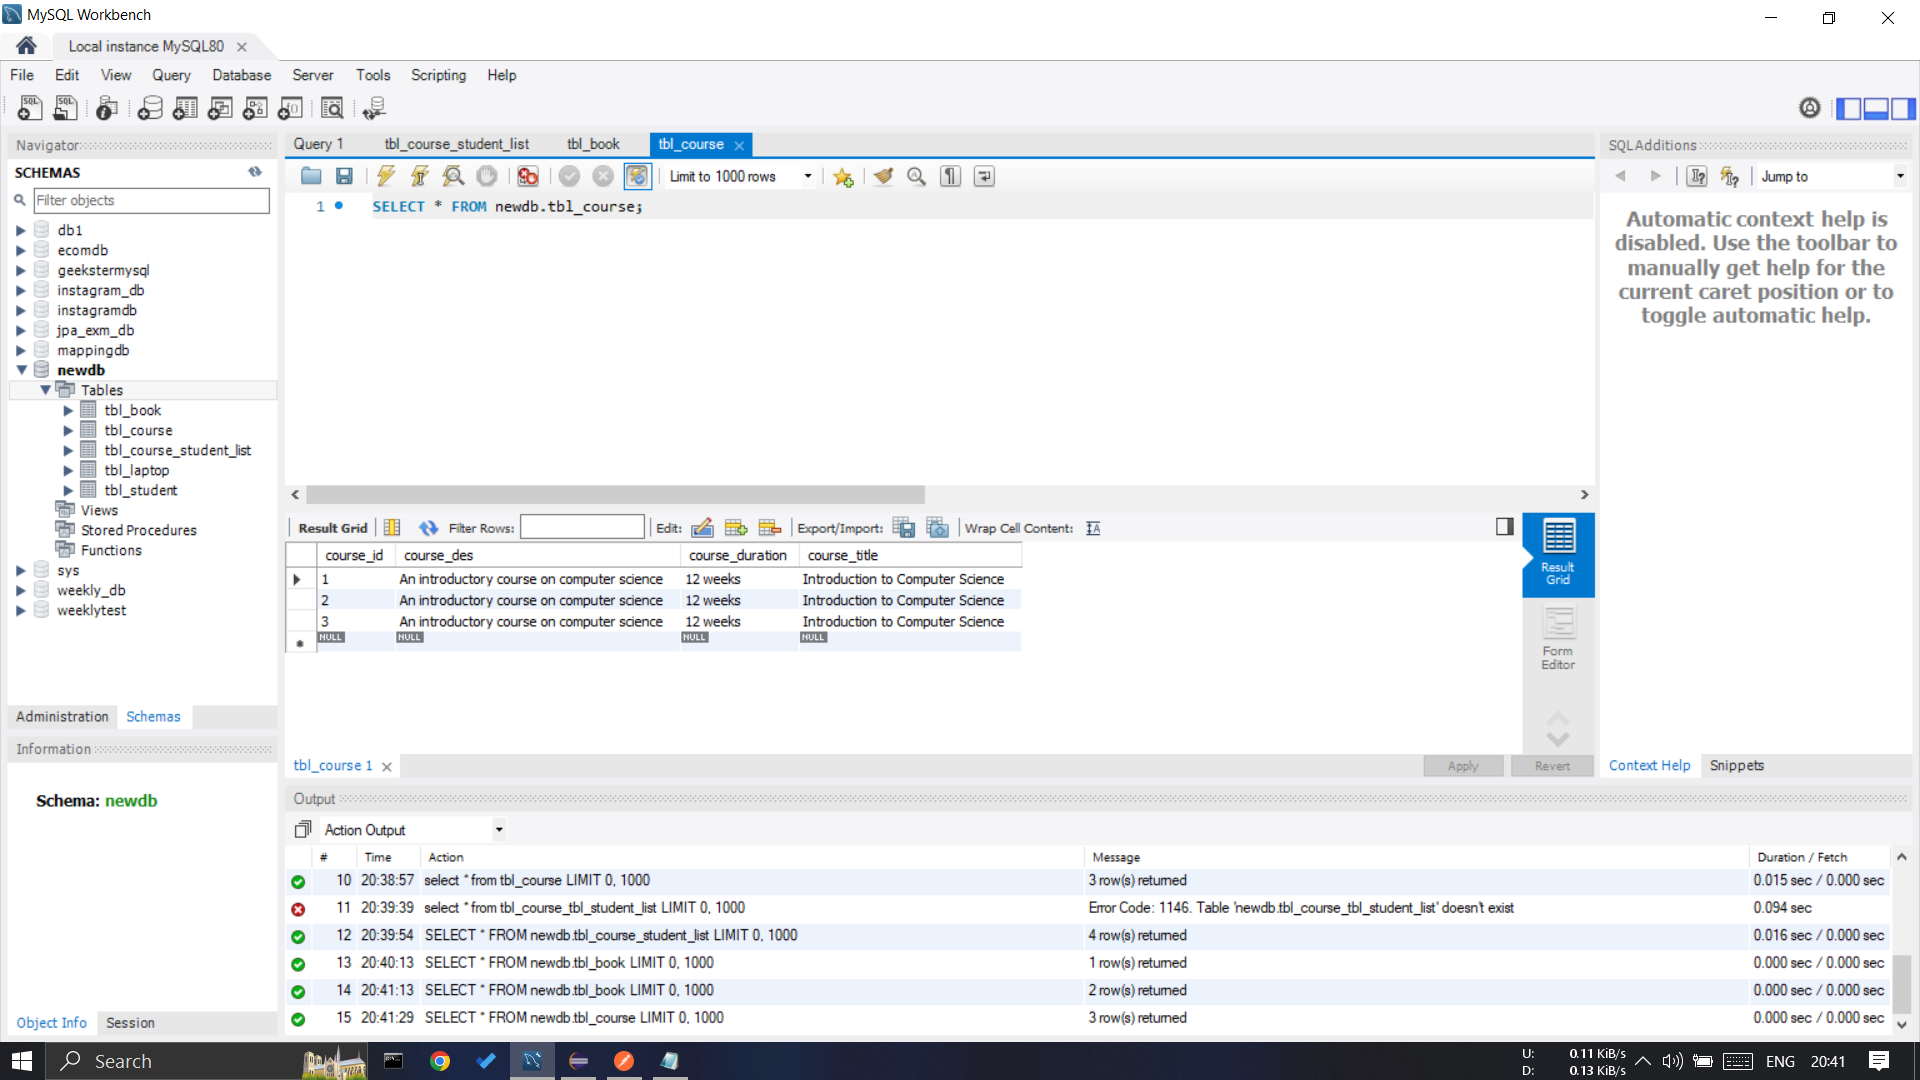 MySQL Workbench
Local instance MySQL80
File Edit View Query Database Server Tools Scripting Help
Navigator
SCHEMAS
Filter objects
db1
ecomdb
geekstermysql
instagram_db
instagramdb
jpa_exm_db
mappingdb
newdb
Tables
tbl_book
tbl_course
tbl_course_student_list
tbl_laptop
tbl_student
Views
Stored Procedures
Functions
sys
weekly_db
weeklytest
Administration Schemas
Information
Schema: newdb
Object Info Session
Query 1 tbl_course_student_list tbl_book tbl_course
Limit to 1000 rows
1 SELECT * FROM newdb.tbl_course;
Result Grid Filter Rows: Edit: Export/Import: Wrap Cell Content:
course_id course_des course_duration course_title
1 An introductory course on computer science 12 weeks Introduction to Computer Science
2 An introductory course on computer science 12 weeks Introduction to Computer Science
3 An introductory course on computer science 12 weeks Introduction to Computer Science
NULL NULL NULL NULL
Result
Grid
Form
Editor
tbl_course 1 Apply Revert
SQLAdditions
Jump to
Automatic context help is
disabled. Use the toolbar to
manually get help for the
current caret position or to
toggle automatic help.
Context Help Snippets
Output
Action Output
# Time Action Message Duration / Fetch
10 20:38:57 select * from tbl_course LIMIT 0, 1000 3 row(s) returned 0.015 sec / 0.000 sec
11 20:39:39 select * from tbl_course_tbl_student_list LIMIT 0, 1000 Error Code: 1146. Table 'newdb.tbl_course_tbl_student_list' doesn't exist 0.094 sec
12 20:39:54 SELECT * FROM newdb.tbl_course_student_list LIMIT 0, 1000 4 row(s) returned 0.016 sec / 0.000 sec
13 20:40:13 SELECT * FROM newdb.tbl_book LIMIT 0, 1000 1 row(s) returned 0.000 sec / 0.000 sec
14 20:41:13 SELECT * FROM newdb.tbl_book LIMIT 0, 1000 2 row(s) returned 0.000 sec / 0.000 sec
15 20:41:29 SELECT * FROM newdb.tbl_course LIMIT 0, 1000 3 row(s) returned 0.000 sec / 0.000 sec
Search
U: 0.11 KiB/s
D: 0.13 KiB/s
ENG 20:41